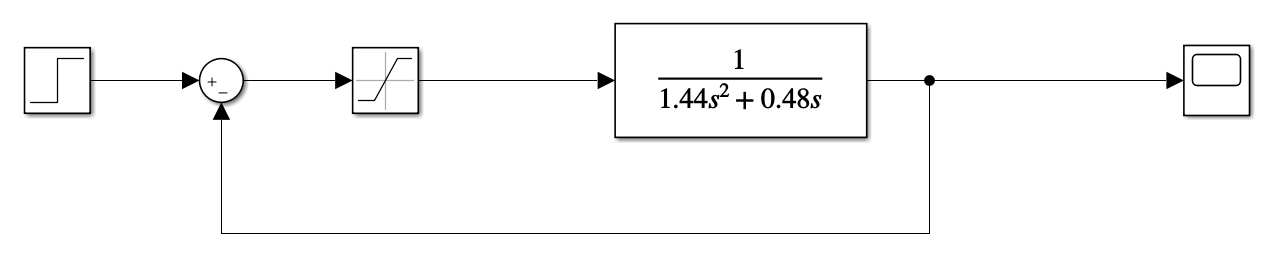 +
−
1
1.44s² + 0.48s